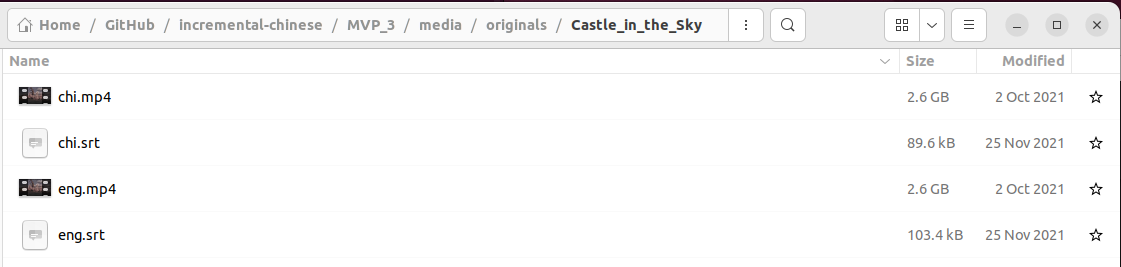 Home / GitHub / incremental-chinese / MVP_3 / media / originals / Castle_in_the_Sky
Name Size Modified
chi.mp4 2.6 GB 2 Oct 2021
chi.srt 89.6 kB 25 Nov 2021
eng.mp4 2.6 GB 2 Oct 2021
eng.srt 103.4 kB 25 Nov 2021